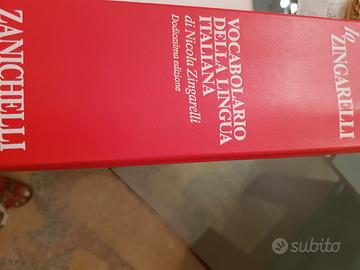 lo
ZINGARELLI
VOCABOLARIO
DELLA LINGUA
ITALIANA
di Nicola Zingarelli
Dodicesima edizione
ZANICHELLI
subito